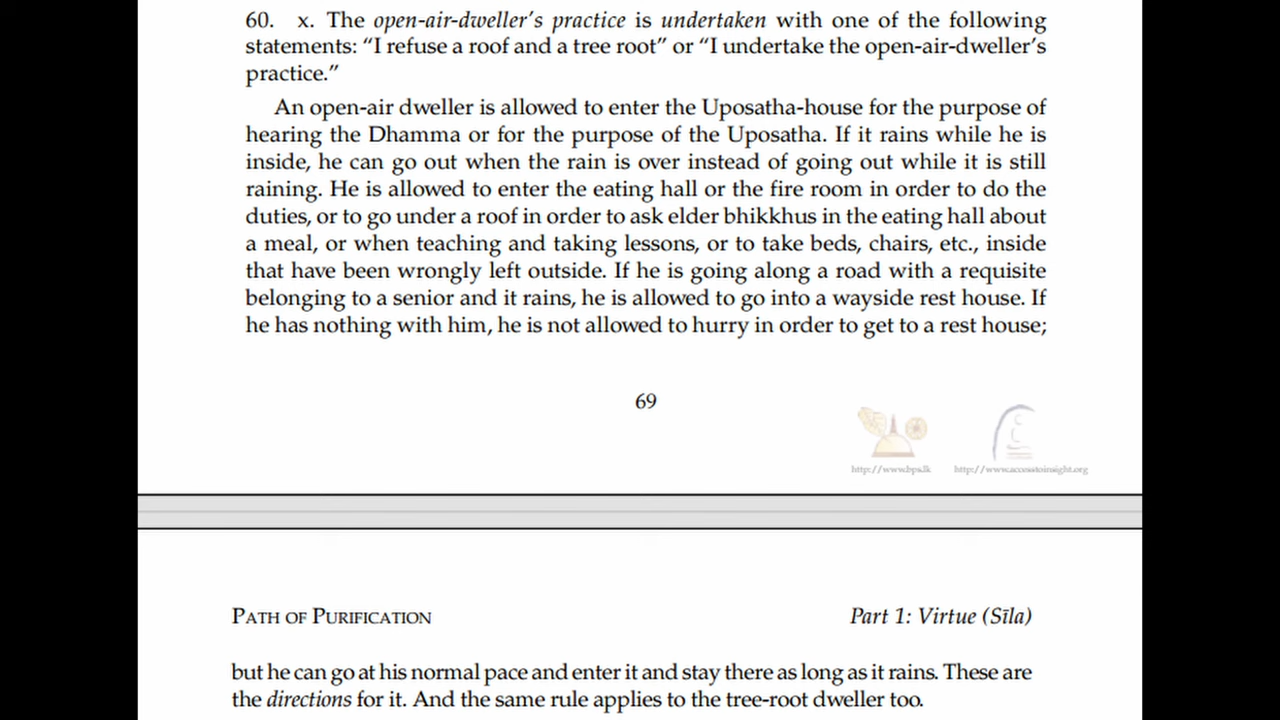 60. x. The open-air-dweller’s practice is undertaken with one of the following
statements: “I refuse a roof and a tree root” or “I undertake the open-air-dweller’s
practice.”
An open-air dweller is allowed to enter the Uposatha-house for the purpose of
hearing the Dhamma or for the purpose of the Uposatha. If it rains while he is
inside, he can go out when the rain is over instead of going out while it is still
raining. He is allowed to enter the eating hall or the fire room in order to do the
duties, or to go under a roof in order to ask elder bhikkhus in the eating hall about
a meal, or when teaching and taking lessons, or to take beds, chairs, etc., inside
that have been wrongly left outside. If he is going along a road with a requisite
belonging to a senior and it rains, he is allowed to go into a wayside rest house. If
he has nothing with him, he is not allowed to hurry in order to get to a rest house;
69
http://www.bps.lk http://www.accesstoinsight.org
PATH OF PURIFICATION Part 1: Virtue (Sīla)
but he can go at his normal pace and enter it and stay there as long as it rains. These are
the directions for it. And the same rule applies to the tree-root dweller too.